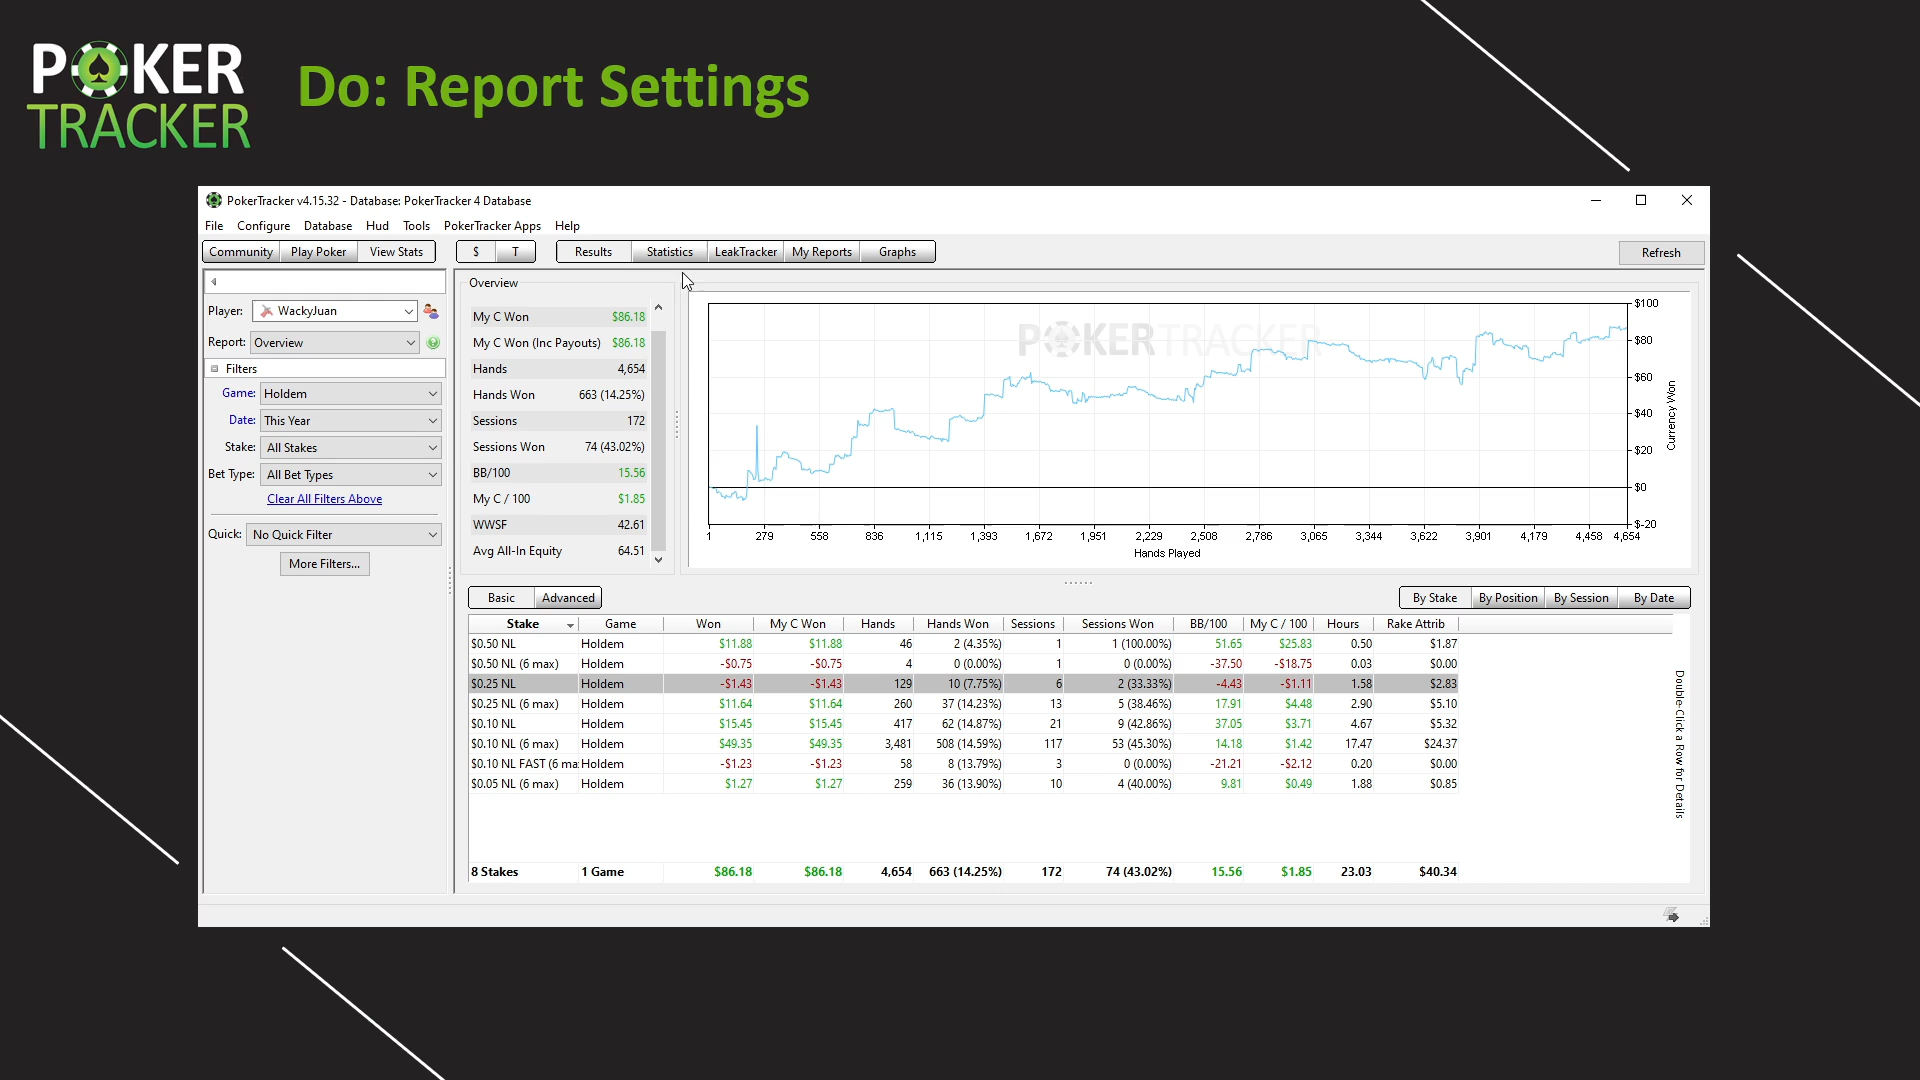 POKER
TRACKER
Do: Report Settings
PokerTracker v4.15.32 - Database: PokerTracker 4 Database
File Configure Database Hud Tools PokerTracker Apps Help
Community Play Poker View Stats $ T Results Statistics LeakTracker My Reports Graphs Refresh
Player: WackyJuan
Report: Overview
Filters
Game: Holdem
Date: This Year
Stake: All Stakes
Bet Type: All Bet Types
Clear All Filters Above
Quick: No Quick Filter
More Filters...
Overview
My C Won $86.18
My C Won (Inc Payouts) $86.18
Hands 4,654
Hands Won 663 (14.25%)
Sessions 172
Sessions Won 74 (43.02%)
BB/100 15.56
My C / 100 $1.85
WWSF 42.61
Avg All-In Equity 64.51
POKERTRACKER
$100
$80
$60
$40
$20
$0
$-20
Currency Won
1 279 558 836 1,115 1,393 1,672 1,951 2,229 2,508 2,786 3,065 3,344 3,622 3,901 4,179 4,458 4,654
Hands Played
Basic Advanced By Stake By Position By Session By Date
Stake Game Won My C Won Hands Hands Won Sessions Sessions Won BB/100 My C / 100 Hours Rake Attrib
$0.50 NL Holdem $11.88 $11.88 46 2 (4.35%) 1 1 (100.00%) 51.65 $25.83 0.50 $1.87
$0.50 NL (6 max) Holdem -$0.75 -$0.75 4 0 (0.00%) 1 0 (0.00%) -37.50 -$18.75 0.03 $0.00
$0.25 NL Holdem -$1.43 -$1.43 129 10 (7.75%) 6 2 (33.33%) -4.43 -$1.11 1.58 $2.83
$0.25 NL (6 max) Holdem $11.64 $11.64 260 37 (14.23%) 13 5 (38.46%) 17.91 $4.48 2.90 $5.10
$0.10 NL Holdem $15.45 $15.45 417 62 (14.87%) 21 9 (42.86%) 37.05 $3.71 4.67 $5.32
$0.10 NL (6 max) Holdem $49.35 $49.35 3,481 508 (14.59%) 117 53 (45.30%) 14.18 $1.42 17.47 $24.37
$0.10 NL FAST (6 ma Holdem -$1.23 -$1.23 58 8 (13.79%) 3 0 (0.00%) -21.21 -$2.12 0.20 $0.00
$0.05 NL (6 max) Holdem $1.27 $1.27 259 36 (13.90%) 10 4 (40.00%) 9.81 $0.49 1.88 $0.85
8 Stakes 1 Game $86.18 $86.18 4,654 663 (14.25%) 172 74 (43.02%) 15.56 $1.85 23.03 $40.34
Double-Click a Row for Details